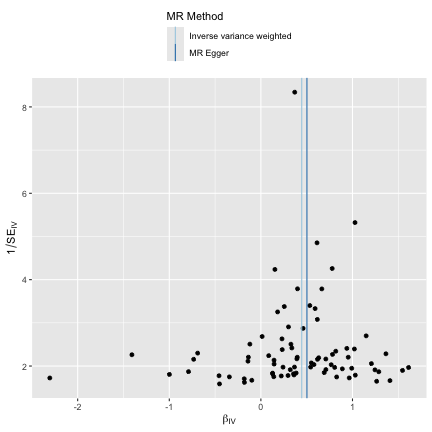 MR Method
Inverse variance weighted
MR Egger
8
6
4
2
1/SE_IV
-2
-1
0
1
β_IV